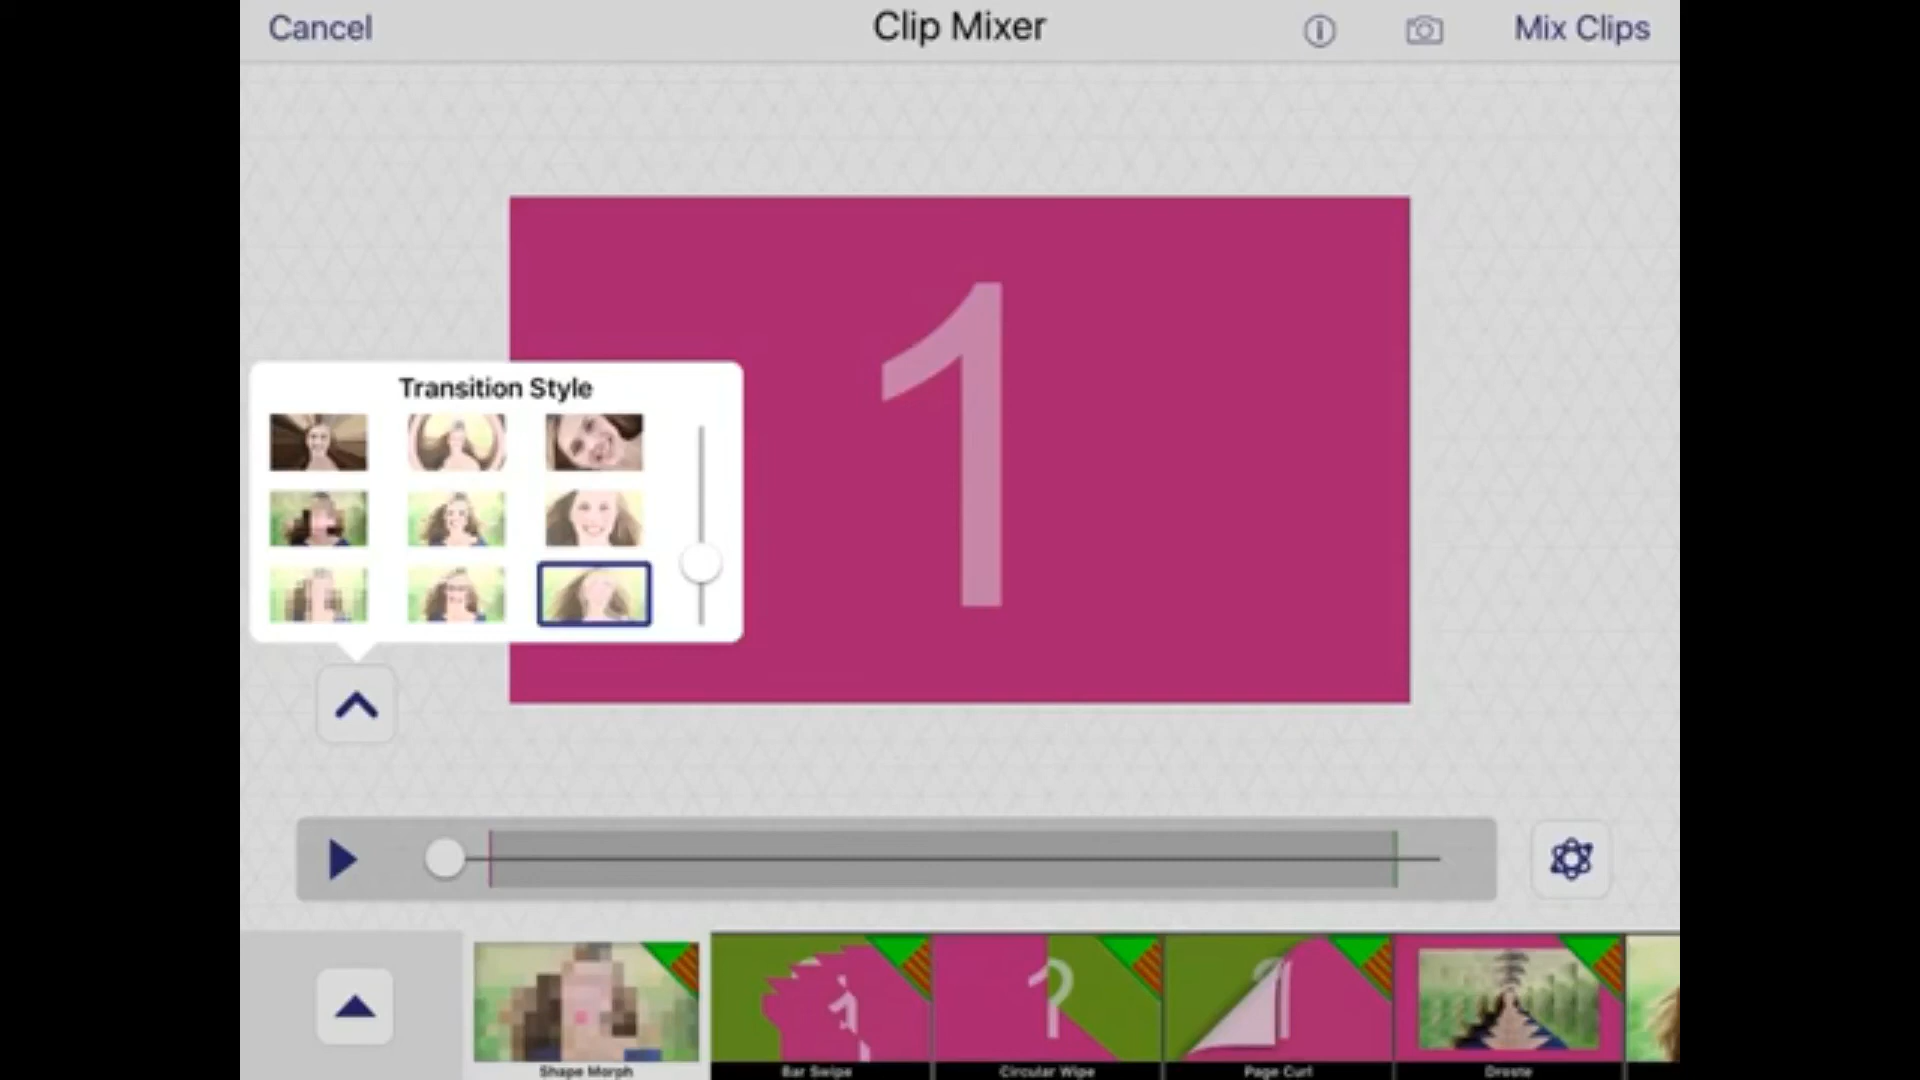 Cancel
Clip Mixer
Mix Clips
1
Transition Style
Shape Morph
Bar Swipe
Circular Wipe
Page Curl
Droste